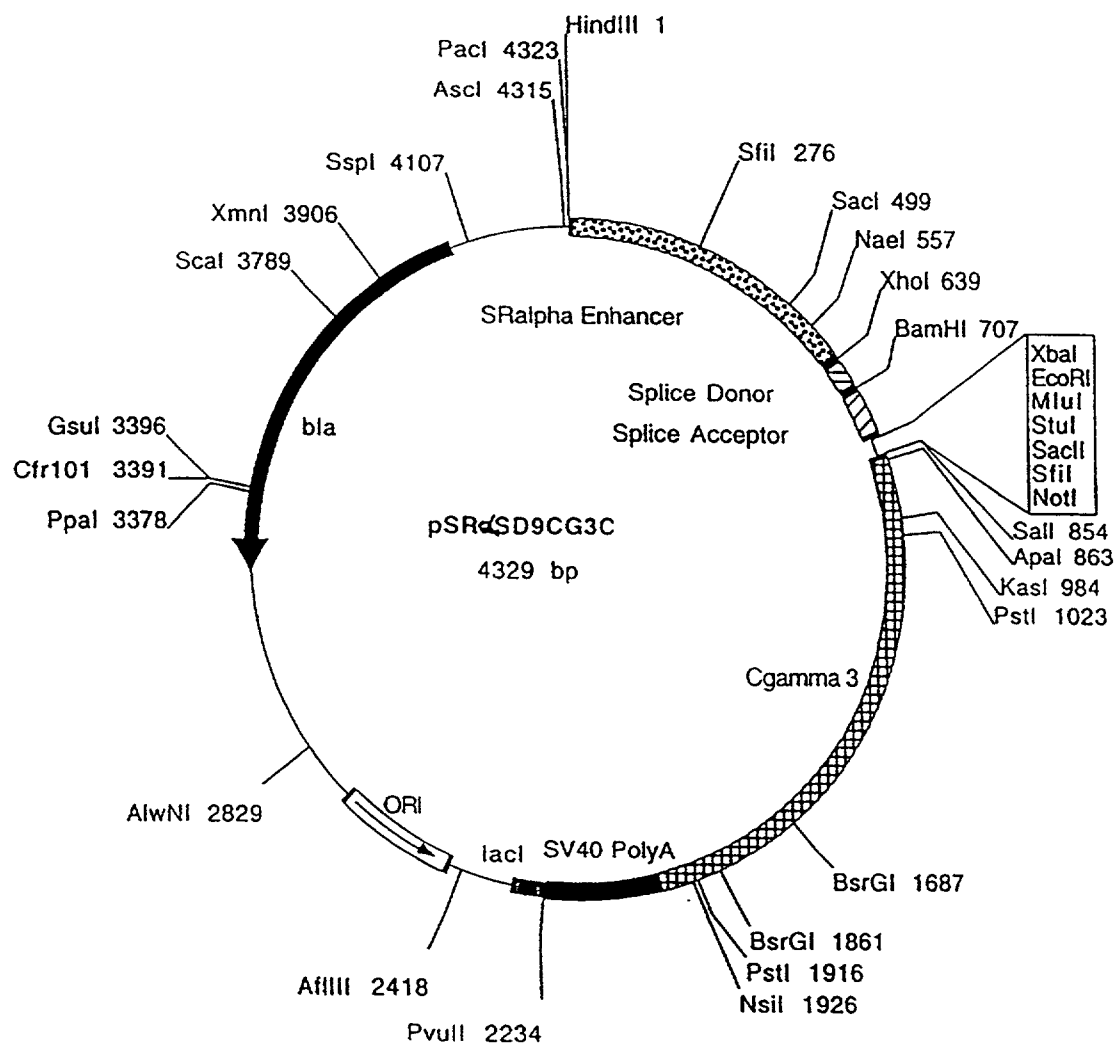 HindIII 1
PacI 4323
AscI 4315
SspI 4107
XmnI 3906
ScaI 3789
SfiI 276
SacI 499
NaeI 557
XhoI 639
BamHI 707
XbaI
EcoRI
MluI
StuI
SacII
SfiI
NotI
SalI 854
ApaI 863
KasI 984
PstI 1023
SRalpha Enhancer
Splice Donor
Splice Acceptor
bla
GsuI 3396
Cfr101 3391
PpaI 3378
pSRαSD9CG3C
4329 bp
Cgamma 3
AlwNI 2829
ORI
lacI
SV40 PolyA
BsrGI 1687
BsrGI 1861
PstI 1916
NsiI 1926
AflIII 2418
PvuII 2234